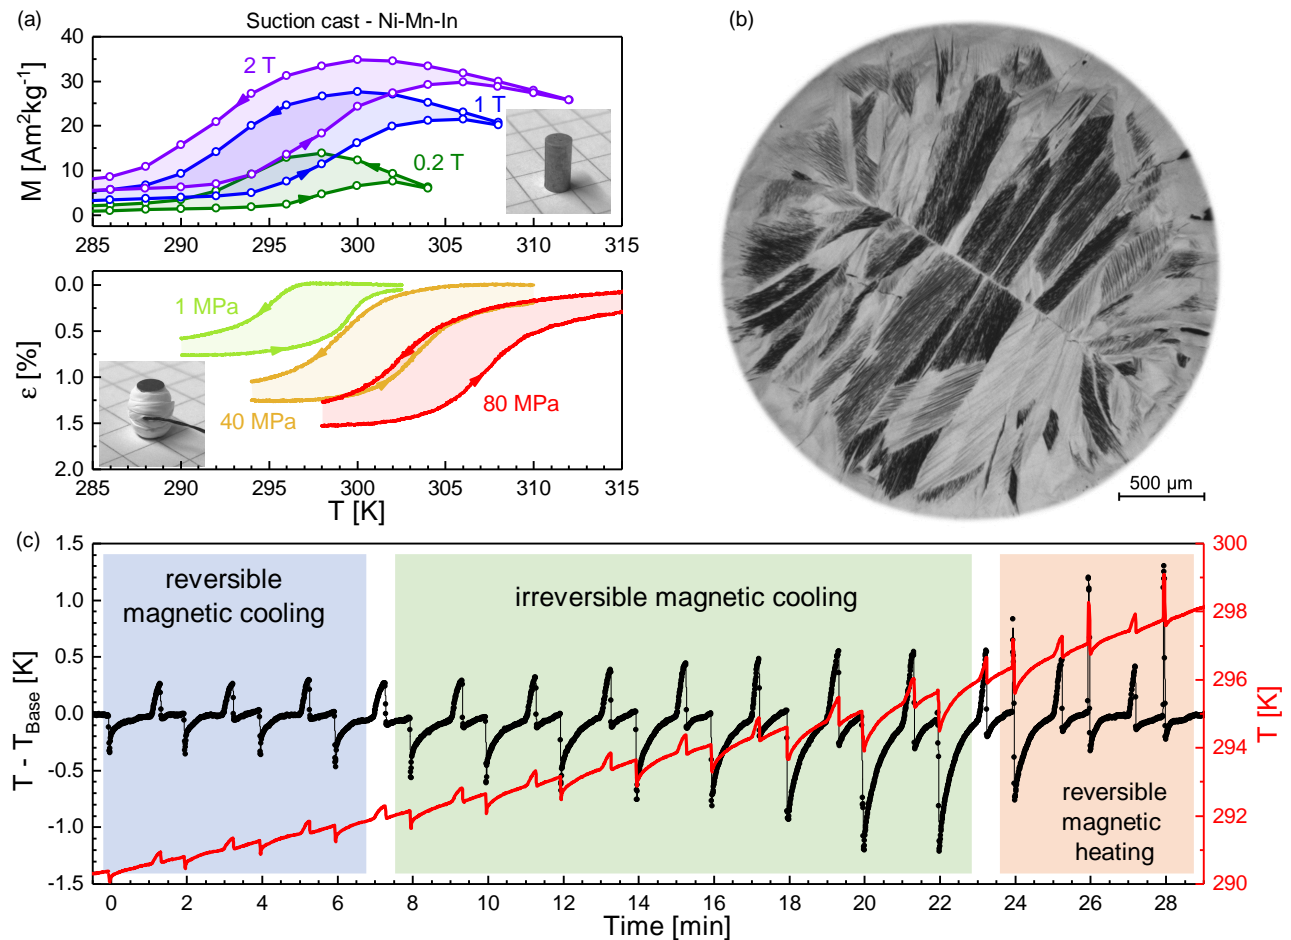 (a)
Suction cast - Ni-Mn-In
40
30
20
10
0
M [Am²kg⁻¹]
2 T
1 T
0.2 T
285 290 295 300 305 310 315
0.0
0.5
1.0
1.5
2.0
ε [%]
1 MPa
40 MPa
80 MPa
285 290 295 300 305 310 315
T [K]
(b)
500 µm
(c)
1.5
1.0
0.5
0.0
-0.5
-1.0
-1.5
T - T_Base [K]
reversible
magnetic cooling
irreversible magnetic cooling
reversible
magnetic
heating
300
298
296
294
292
290
T [K]
0 2 4 6 8 10 12 14 16 18 20 22 24 26 28
Time [min]